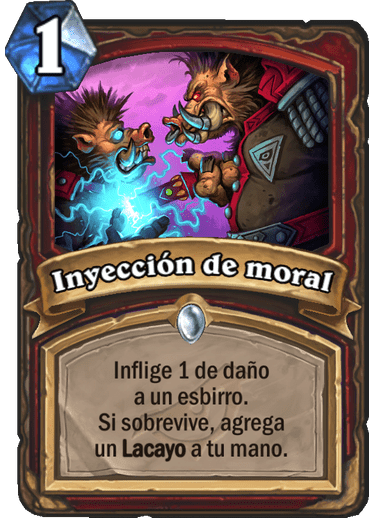 1
Inyección de moral
Inflige 1 de daño
a un esbirro.
Si sobrevive, agrega
un Lacayo a tu mano.